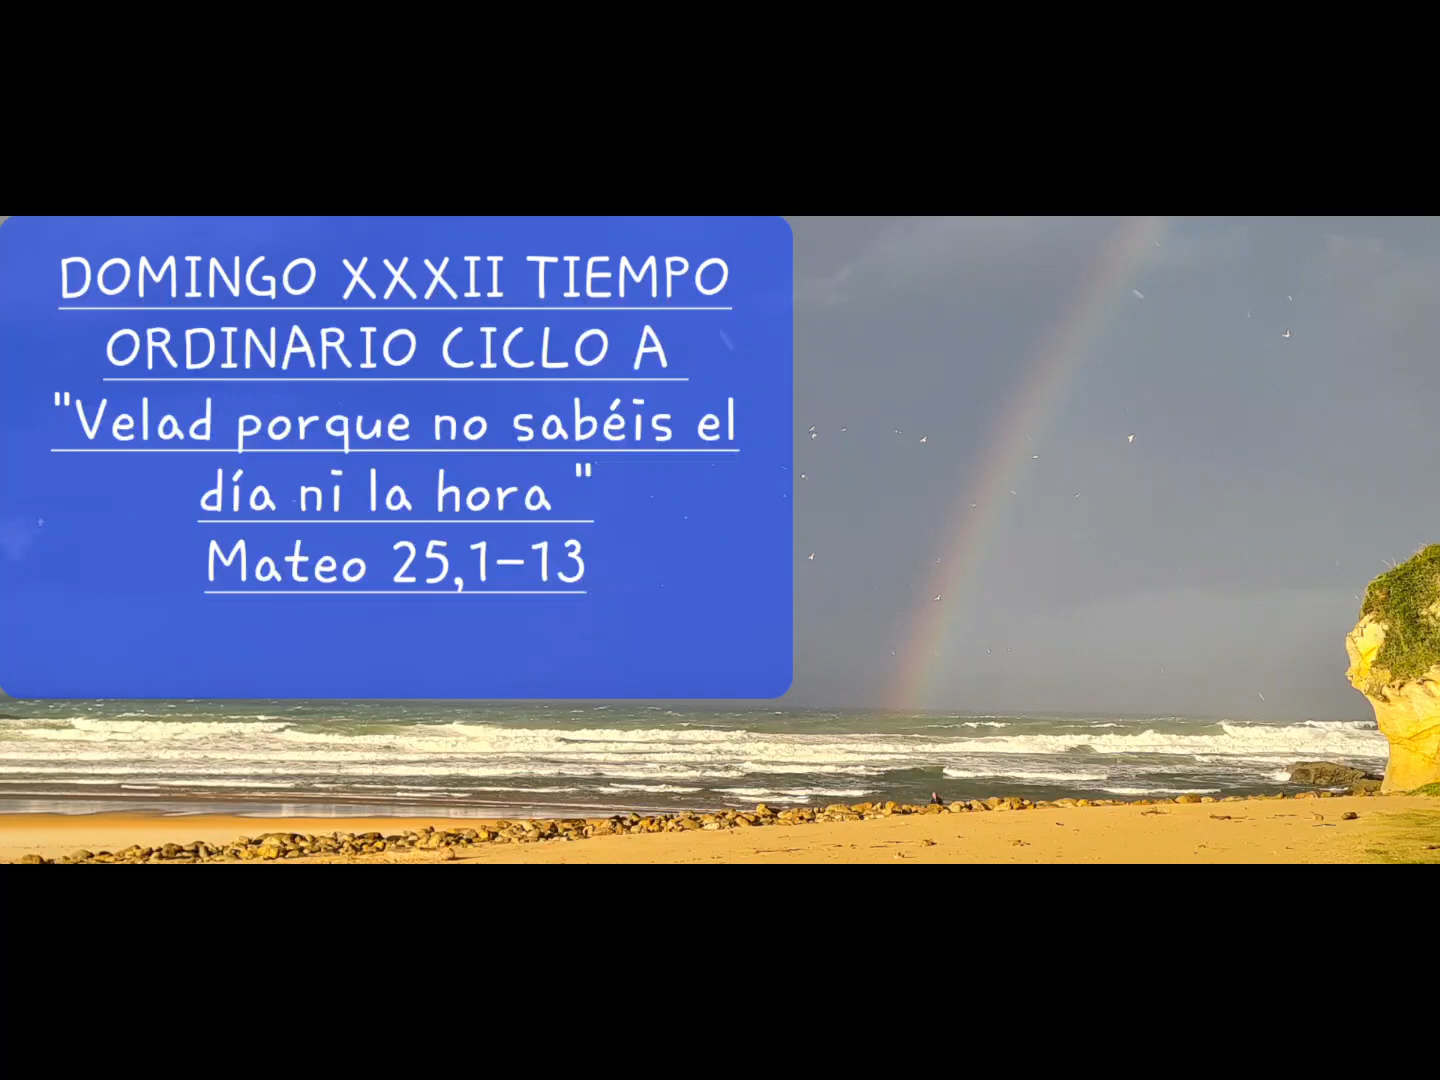 DOMINGO XXXII TIEMPO
ORDINARIO CICLO A
"Velad porque no sabéis el
día ni la hora "
Mateo 25,1-13